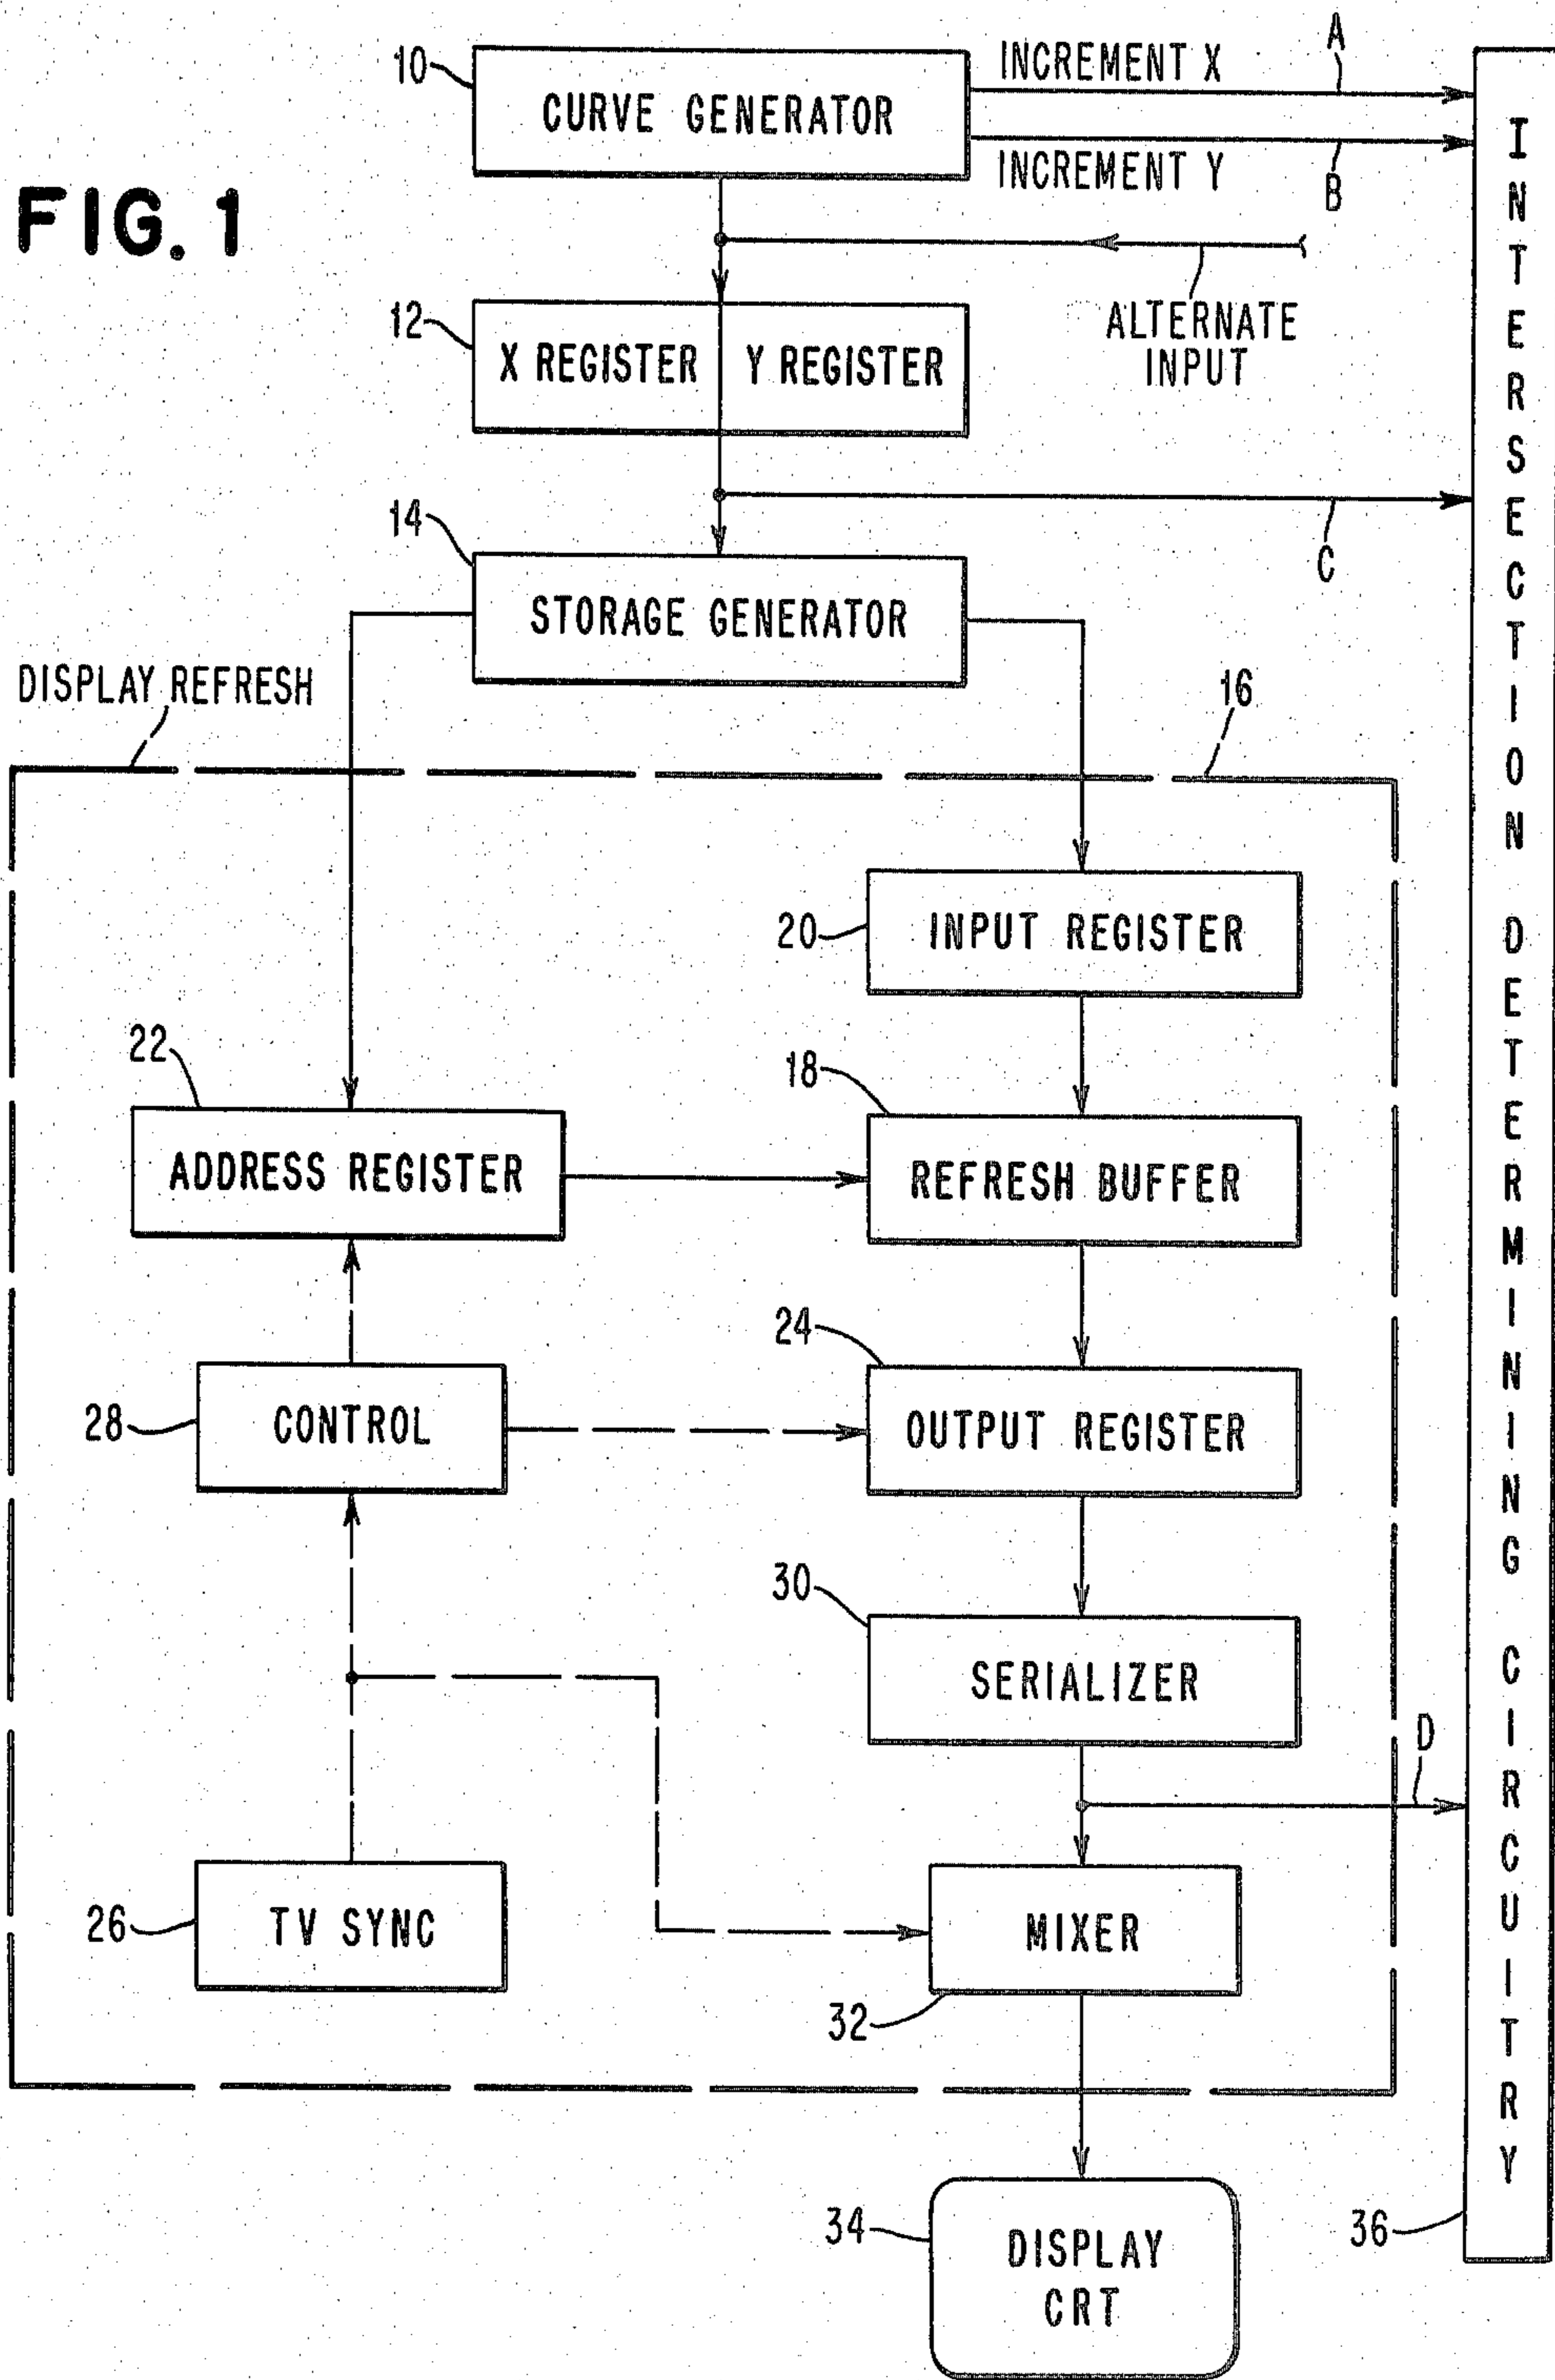 FIG. 1
10
CURVE GENERATOR
INCREMENT X
A
INCREMENT Y
B
ALTERNATE
INPUT
12
X REGISTER
Y REGISTER
C
14
STORAGE GENERATOR
DISPLAY REFRESH
16
20
INPUT REGISTER
22
ADDRESS REGISTER
18
REFRESH BUFFER
24
OUTPUT REGISTER
28
CONTROL
30
SERIALIZER
D
26
TV SYNC
MIXER
32
34
DISPLAY
CRT
36
INTERSECTION DETERMINING CIRCUITRY